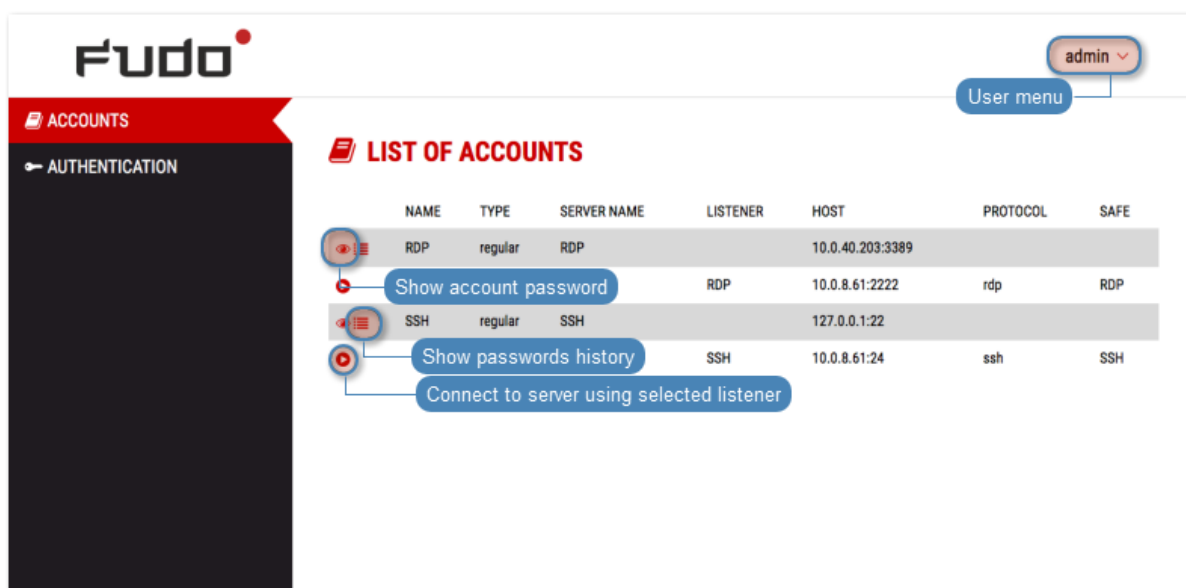 Fudo
admin
User menu
ACCOUNTS
AUTHENTICATION
LIST OF ACCOUNTS
NAME TYPE SERVER NAME LISTENER HOST PROTOCOL SAFE
RDP regular RDP 10.0.40.203:3389
Show account password RDP 10.0.8.61:2222 rdp RDP
SSH regular SSH 127.0.0.1:22
Show passwords history SSH 10.0.8.61:24 ssh SSH
Connect to server using selected listener